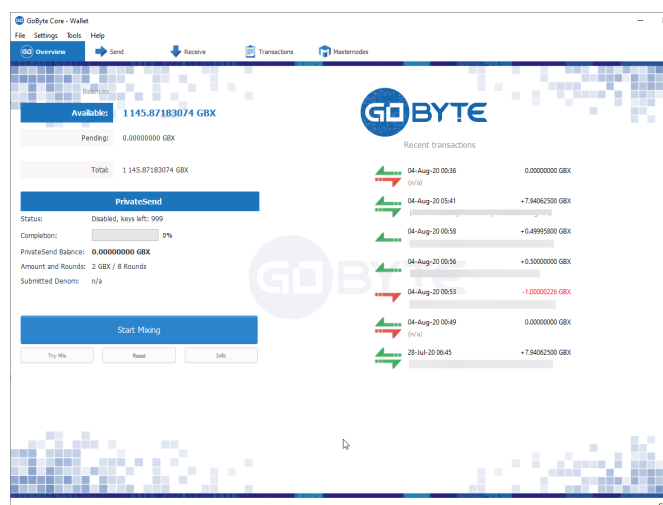 GoByte Core - Wallet
File Settings Tools Help
Overview Send Receive Transactions Masternodes
Balances
Available: 1 145.87183074 GBX
Pending: 0.00000000 GBX
Total: 1 145.87183074 GBX
PrivateSend
Status: Disabled, keys left: 999
Completion: 0%
PrivateSend Balance: 0.00000000 GBX
Amount and Rounds: 2 GBX / 8 Rounds
Submitted Denom: n/a
Start Mixing
Try Mix Reset Info
GOBYTE
Recent transactions
04-Aug-20 00:36 0.00000000 GBX
(n/a)
04-Aug-20 05:41 +7.94062500 GBX
04-Aug-20 00:58 +0.49995800 GBX
04-Aug-20 00:56 +0.50000000 GBX
04-Aug-20 00:53 -1.00000226 GBX
04-Aug-20 00:49 0.00000000 GBX
(n/a)
28-Jul-20 06:45 +7.94062500 GBX
GOBYTE